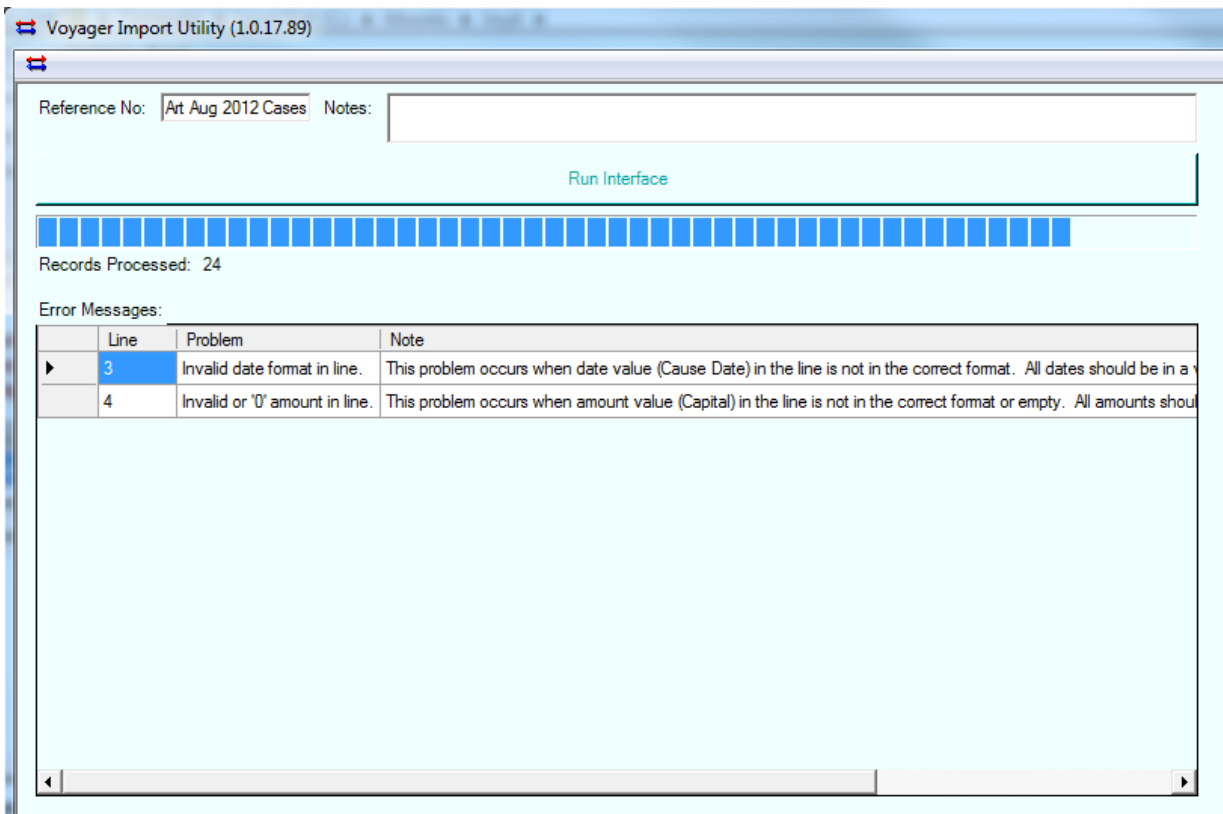 Voyager Import Utility (1.0.17.89)
Reference No: Art Aug 2012 Cases Notes:
Run Interface
Records Processed: 24
Error Messages:
Line Problem Note
3 Invalid date format in line. This problem occurs when date value (Cause Date) in the line is not in the correct format. All dates should be in a
4 Invalid or '0' amount in line. This problem occurs when amount value (Capital) in the line is not in the correct format or empty. All amounts shoul